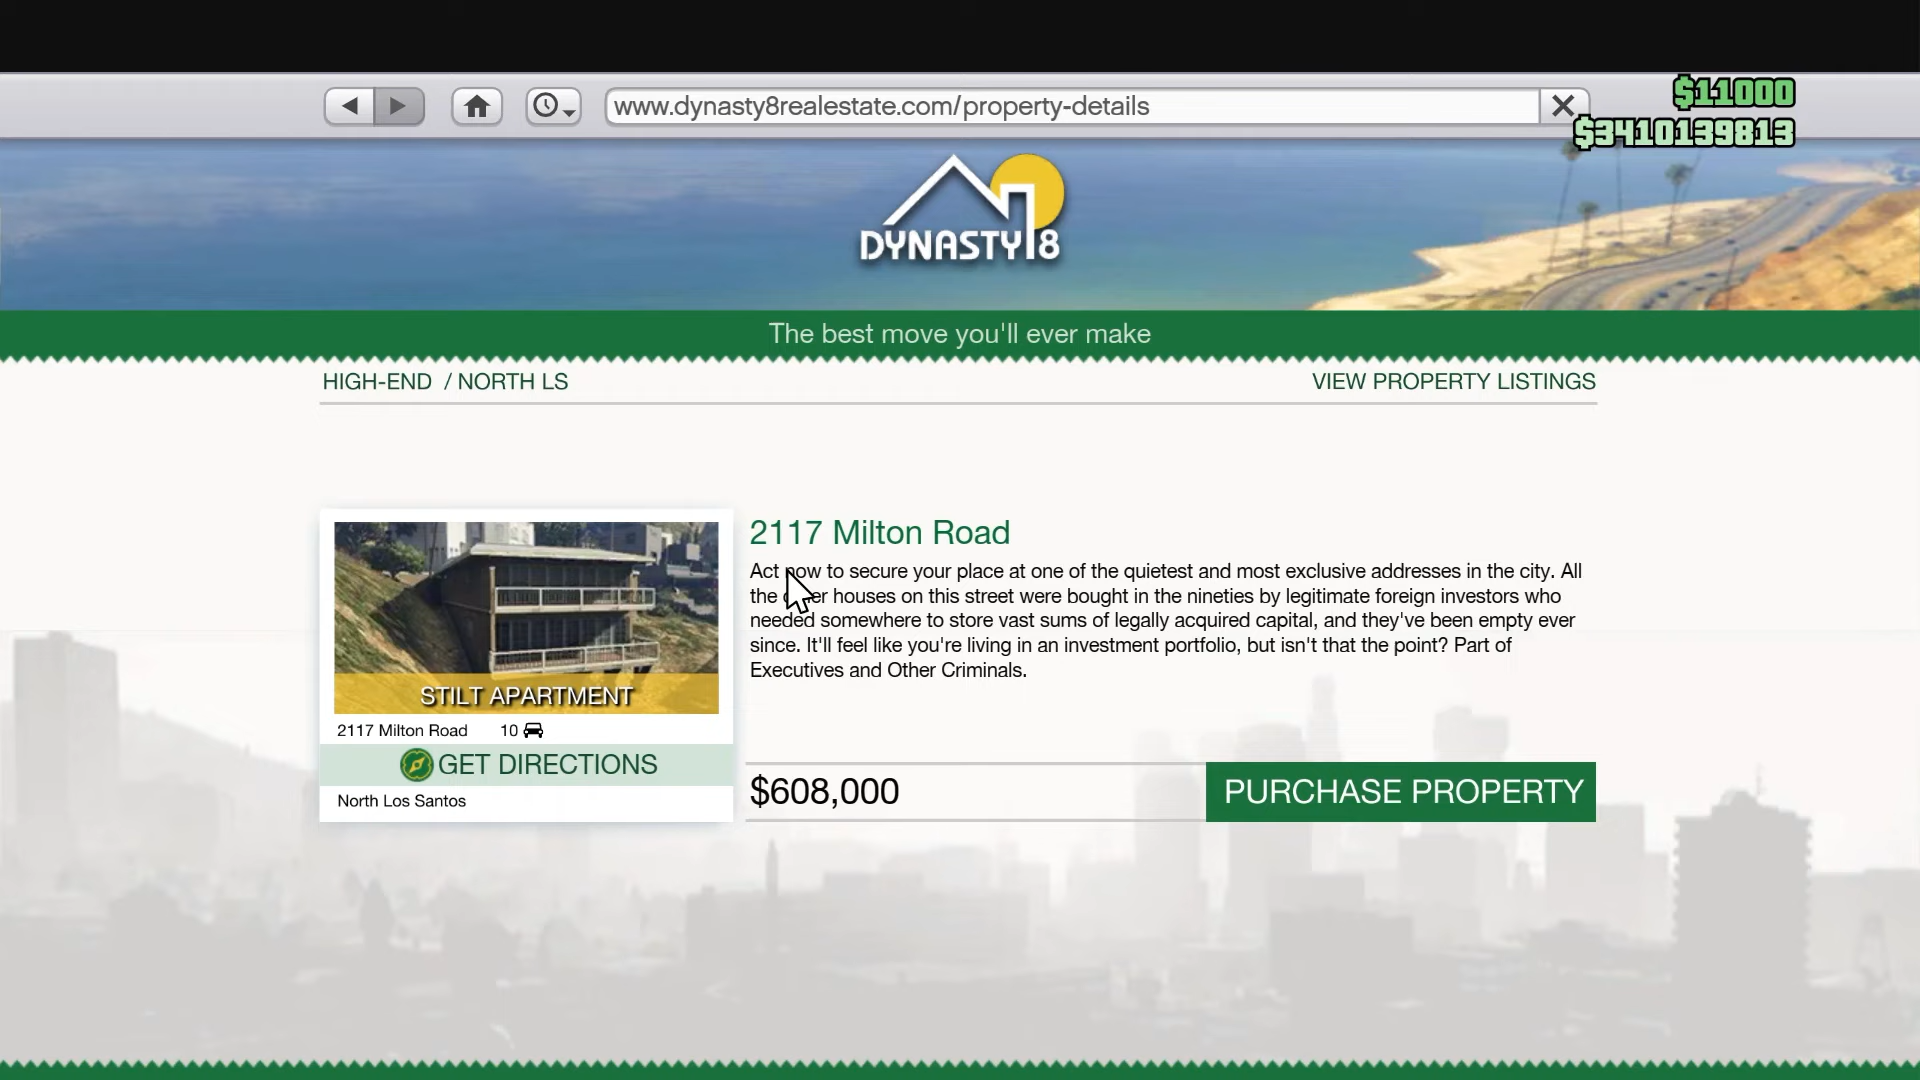 www.dynasty8realestate.com/property-details
$11000
$3410139813
DYNASTY 8
The best move you'll ever make
HIGH-END / NORTH LS
VIEW PROPERTY LISTINGS
2117 Milton Road
Act now to secure your place at one of the quietest and most exclusive addresses in the city. All
the other houses on this street were bought in the nineties by legitimate foreign investors who
needed somewhere to store vast sums of legally acquired capital, and they've been empty ever
since. It'll feel like you're living in an investment portfolio, but isn't that the point? Part of
Executives and Other Criminals.
STILT APARTMENT
2117 Milton Road 10
GET DIRECTIONS
North Los Santos
$608,000
PURCHASE PROPERTY